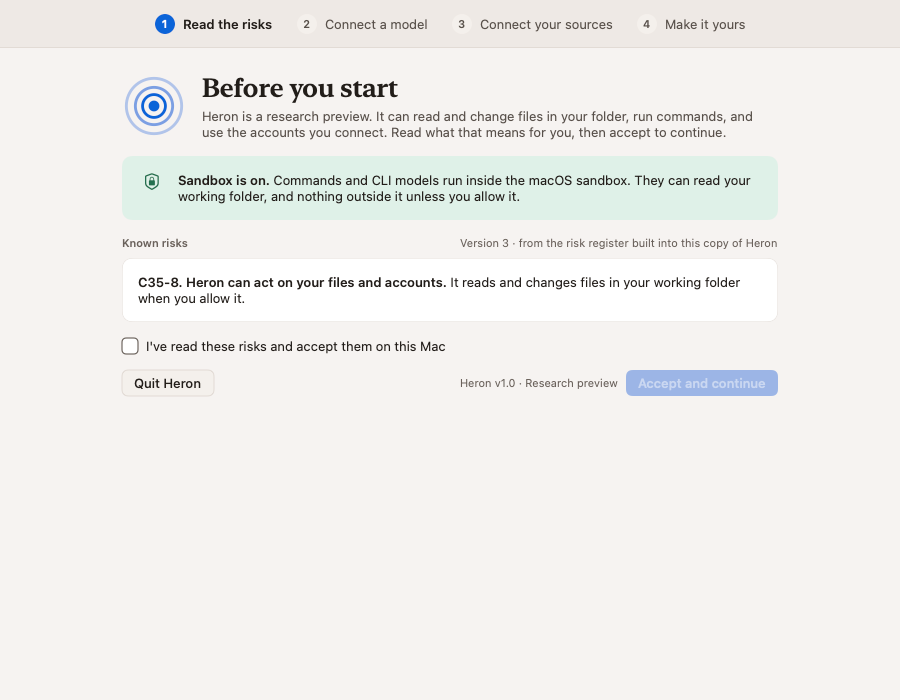 1 Read the risks 2 Connect a model 3 Connect your sources 4 Make it yours
Before you start
Heron is a research preview. It can read and change files in your folder, run commands, and
use the accounts you connect. Read what that means for you, then accept to continue.
Sandbox is on. Commands and CLI models run inside the macOS sandbox. They can read your
working folder, and nothing outside it unless you allow it.
Known risks Version 3 · from the risk register built into this copy of Heron
C35-8. Heron can act on your files and accounts. It reads and changes files in your working folder
when you allow it.
I've read these risks and accept them on this Mac
Quit Heron Heron v1.0 · Research preview Accept and continue